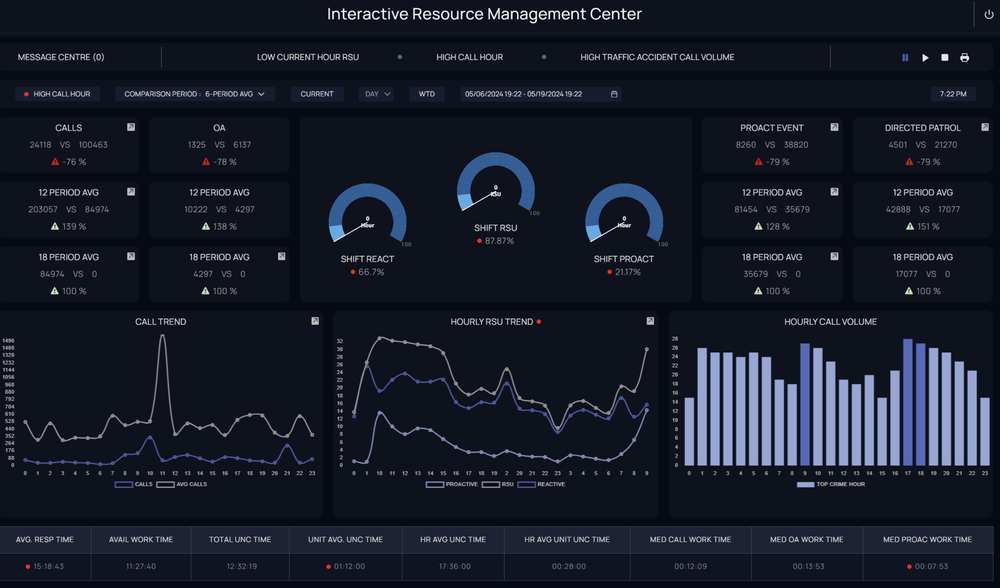 Interactive Resource Management Center
MESSAGE CENTRE (0)
LOW CURRENT HOUR RSU
HIGH CALL HOUR
HIGH TRAFFIC ACCIDENT CALL VOLUME
HIGH CALL HOUR
COMPARISON PERIOD : 6-PERIOD AVG
CURRENT
DAY
WTD
05/06/2024 19:22 - 05/19/2024 19:22
7:22 PM
CALLS
24118 VS 100463
-76 %
OA
1325 VS 6137
-78 %
12 PERIOD AVG
203057 VS 84974
139 %
12 PERIOD AVG
10222 VS 4297
138 %
18 PERIOD AVG
84974 VS 0
100 %
18 PERIOD AVG
4297 VS 0
100 %
0
Hour
100
SHIFT REACT
66.7%
0
RSU
100
SHIFT RSU
87.87%
0
Hour
100
SHIFT PROACT
21.17%
PROACT EVENT
8260 VS 38820
-79 %
DIRECTED PATROL
4501 VS 21270
-79 %
12 PERIOD AVG
81454 VS 35679
128 %
12 PERIOD AVG
42888 VS 17077
151 %
18 PERIOD AVG
35679 VS 0
100 %
18 PERIOD AVG
17077 VS 0
100 %
CALL TREND
1496
1408
1320
1232
1144
1056
968
880
792
704
616
528
440
352
264
176
88
0
0 1 2 3 4 5 6 7 8 9 10 11 12 13 14 15 16 17 18 19 20 21 22 23
CALLS AVG CALLS
HOURLY RSU TREND
32
30
28
26
24
22
20
18
16
14
12
10
8
6
4
2
0
0 1 10 11 12 13 14 15 16 17 18 19 2 20 21 22 23 3 4 5 6 7 8 9
PROACTIVE RSU REACTIVE
HOURLY CALL VOLUME
28
26
24
22
20
18
16
14
12
10
8
6
4
2
0
0 1 2 3 4 5 6 7 8 9 10 11 12 13 14 15 16 17 18 19 20 21 22 23
TOP CRIME HOUR
AVG. RESP TIME
AVAIL WORK TIME
TOTAL UNC TIME
UNIT AVG. UNC TIME
HR AVG UNC TIME
HR AVG UNIT UNC TIME
MED CALL WORK TIME
MED OA WORK TIME
MED PROAC WORK TIME
15:18:43
11:27:40
12:32:19
01:12:00
17:36:00
00:28:00
00:12:09
00:13:53
00:07:53